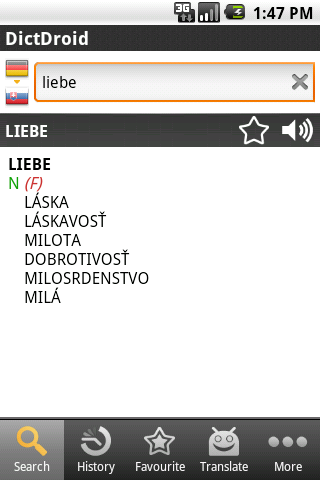 3G 1:47 PM
DictDroid
liebe
LIEBE
LIEBE
N (F)
LÁSKA
LÁSKAVOSŤ
MILOTA
DOBROTIVOSŤ
MILOSRDENSTVO
MILÁ
Search History Favourite Translate More